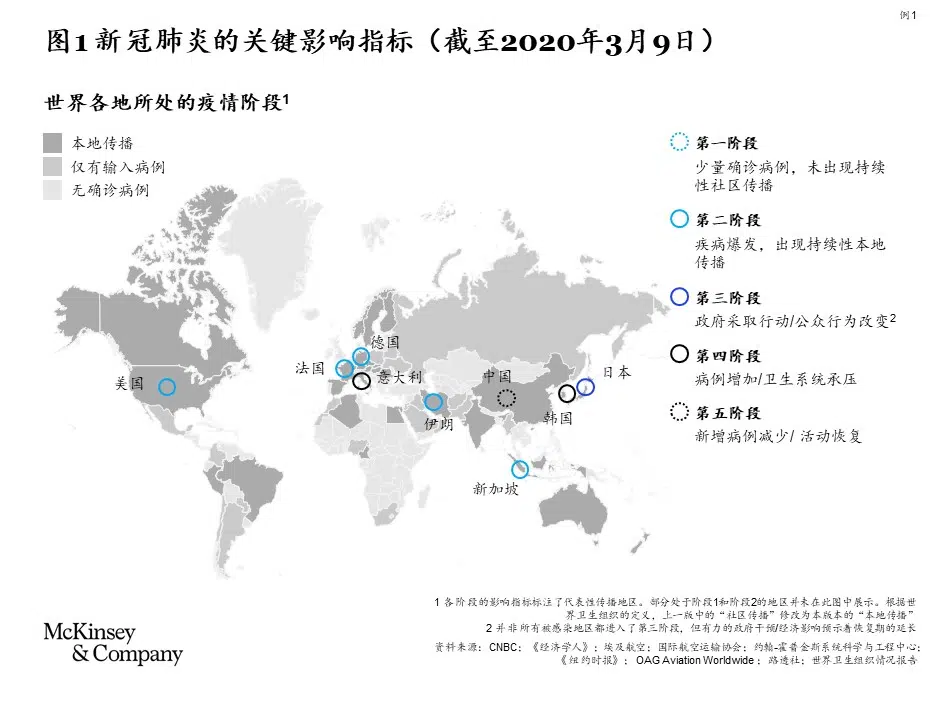 例1
图1 新冠肺炎的关键影响指标（截至2020年3月9日）
世界各地所处的疫情阶段1
本地传播
仅有输入病例
无确诊病例
第一阶段
少量确诊病例，未出现持续
性社区传播
第二阶段
疾病爆发，出现持续性本地
传播
第三阶段
政府采取行动/公众行为改变2
第四阶段
病例增加/卫生系统承压
第五阶段
新增病例减少/ 活动恢复
德国
法国
意大利
美国
中国
日本
伊朗
韩国
新加坡
1 各阶段的影响指标标注了代表性传播地区。部分处于阶段1和阶段2的地区并未在此图中展示。根据世
界卫生组织的定义，上一版中的“社区传播”修改为本版本的“本地传播”
2 并非所有被感染地区都进入了第三阶段，但有力的政府干预/经济影响预示着恢复期的延长
资料来源：CNBC；《经济学人》；埃及航空；国际航空运输协会；约翰-霍普金斯系统科学与工程中心；
《纽约时报》；OAG Aviation Worldwide；路透社；世界卫生组织情况报告
McKinsey
& Company